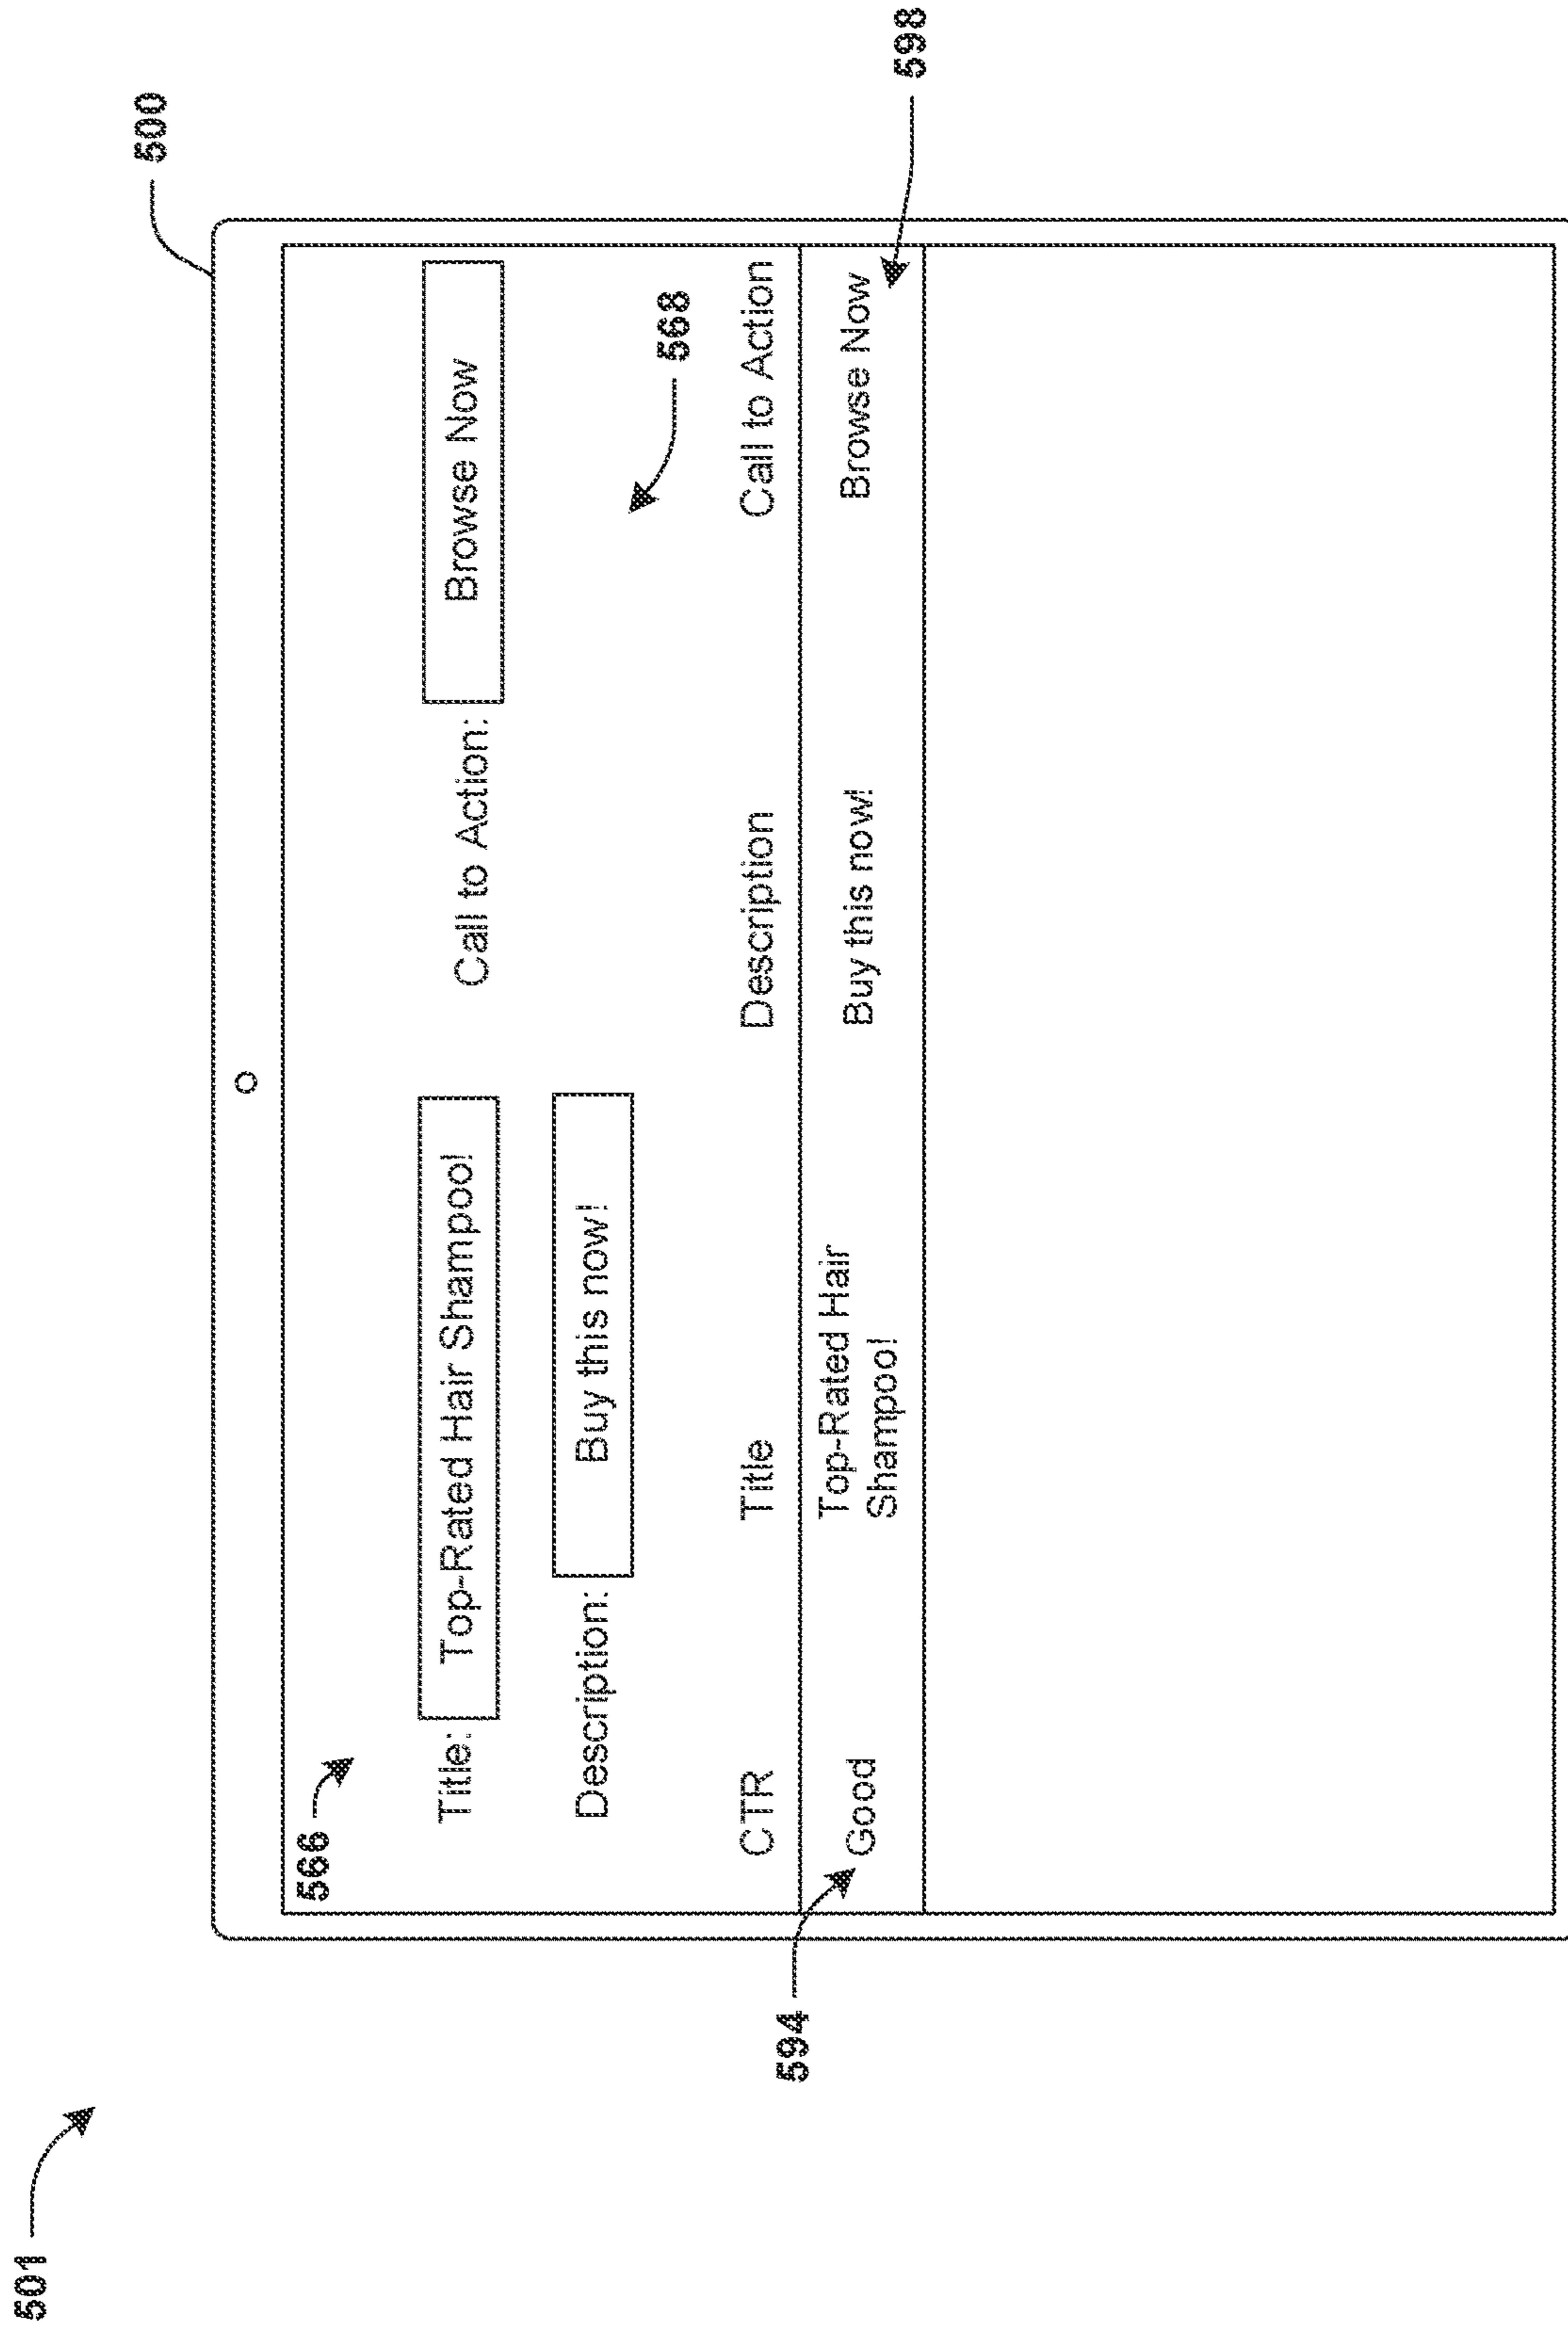 501
500
566
Title: Top-Rated Hair Shampoo!
Call to Action: Browse Now
Description: Buy this now!
568
CTR Title Description Call to Action
594
Good Top-Rated Hair Shampoo! Buy this now! Browse Now
598